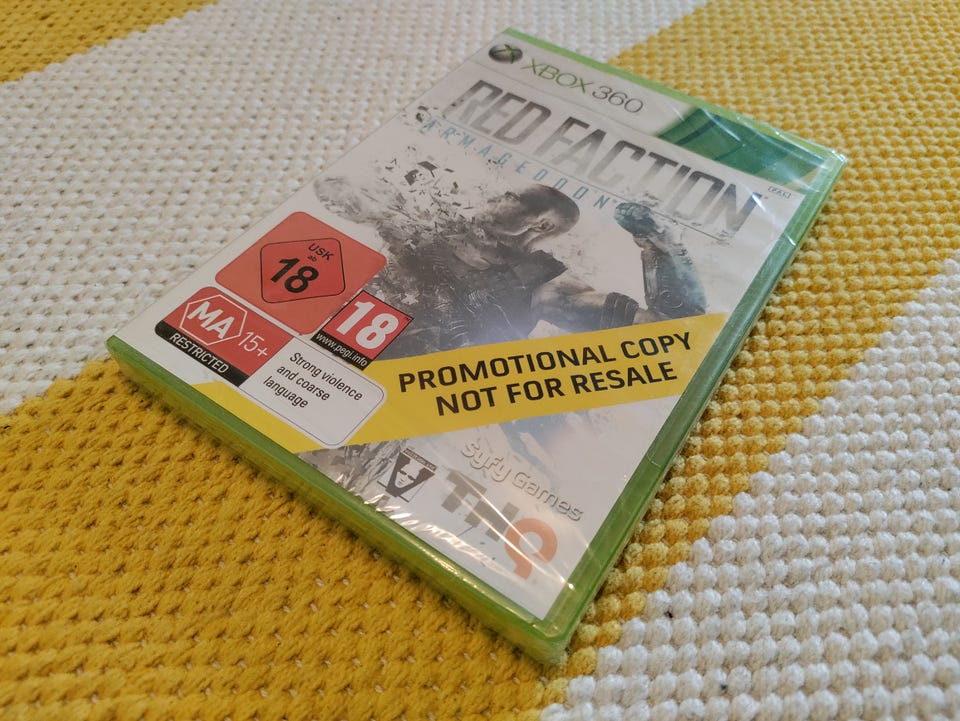 XBOX 360
RED FACTION
ARMAGEDDON
PAL
USK
ab
18
MA 15+
RESTRICTED
18
www.pegi.info
Strong violence
and coarse
language
PROMOTIONAL COPY
NOT FOR RESALE
Syfy Games
THQ